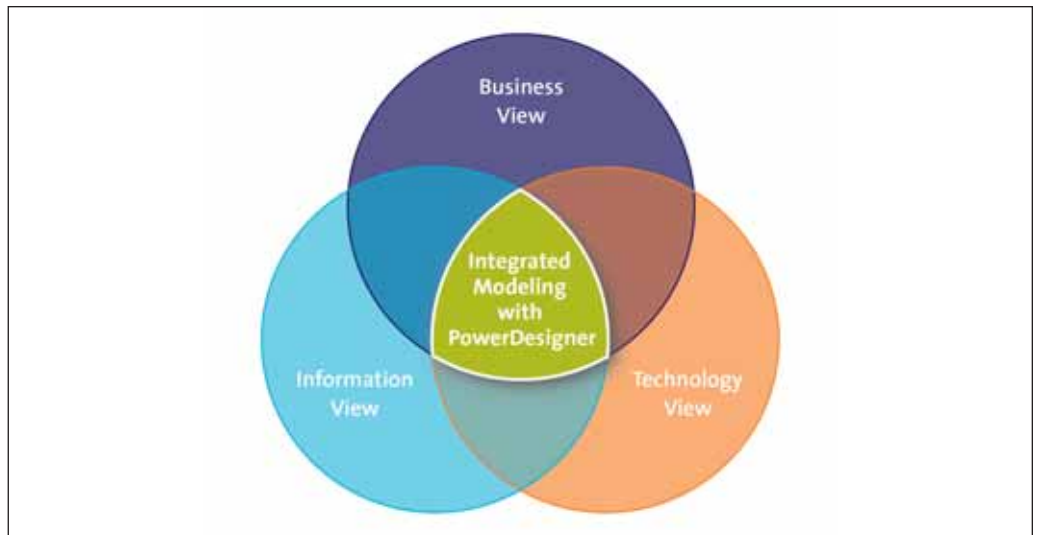 Business
View
Integrated
Modeling
with
PowerDesigner
Information
View
Technology
View